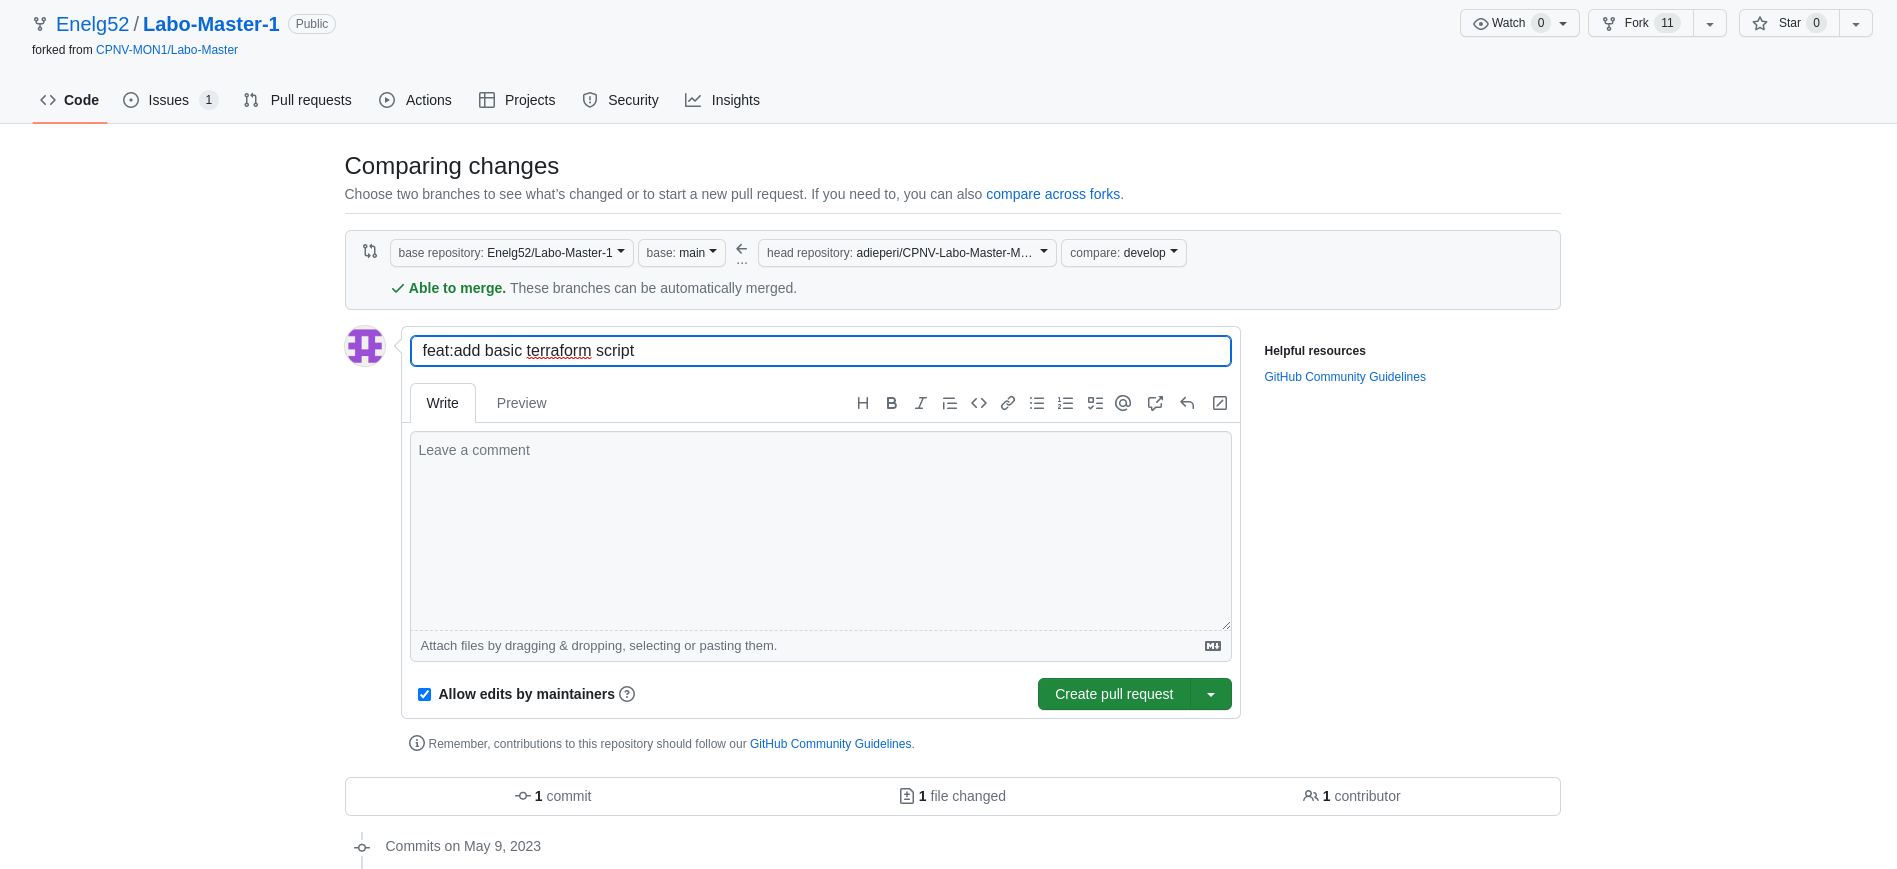 Enelg52 / Labo-Master-1 Public
Watch 0 Fork 11 Star 0
forked from CPNV-MON1/Labo-Master
Code Issues 1 Pull requests Actions Projects Security Insights
Comparing changes
Choose two branches to see what's changed or to start a new pull request. If you need to, you can also compare across forks.
base repository: Enelg52/Labo-Master-1 base: main ... head repository: adieperi/CPNV-Labo-Master-M... compare: develop
Able to merge. These branches can be automatically merged.
feat:add basic terraform script
Helpful resources
GitHub Community Guidelines
Write Preview
Leave a comment
Attach files by dragging & dropping, selecting or pasting them.
Allow edits by maintainers
Create pull request
Remember, contributions to this repository should follow our GitHub Community Guidelines.
1 commit 1 file changed 1 contributor
Commits on May 9, 2023